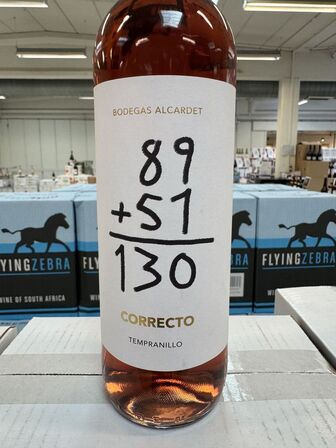 BODEGAS ALCARDET
89
+51
130
CORRECTO
TEMPRANILLO
FLYINGZEBRA
WINE OF SOUTH AFRICA
FLYINGZEBRA